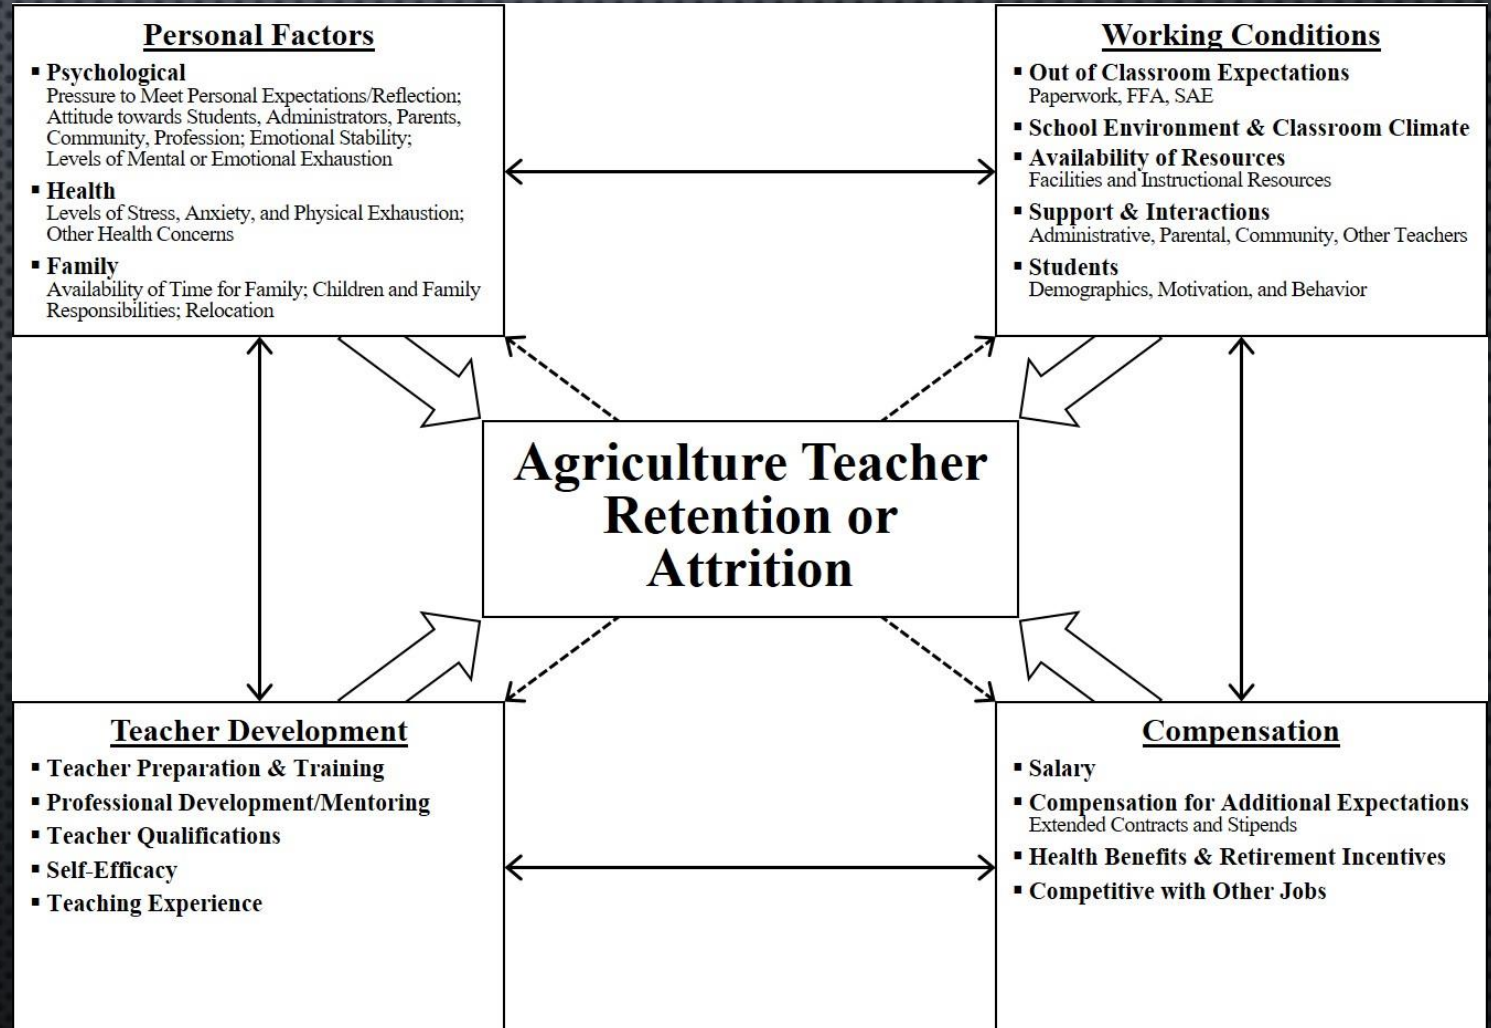 Personal Factors
▪ Psychological
Pressure to Meet Personal Expectations/Reflection;
Attitude towards Students, Administrators, Parents,
Community, Profession; Emotional Stability;
Levels of Mental or Emotional Exhaustion
▪ Health
Levels of Stress, Anxiety, and Physical Exhaustion;
Other Health Concerns
▪ Family
Availability of Time for Family; Children and Family
Responsibilities; Relocation
Working Conditions
▪ Out of Classroom Expectations
Paperwork, FFA, SAE
▪ School Environment & Classroom Climate
▪ Availability of Resources
Facilities and Instructional Resources
▪ Support & Interactions
Administrative, Parental, Community, Other Teachers
▪ Students
Demographics, Motivation, and Behavior
Agriculture Teacher
Retention or
Attrition
Teacher Development
▪ Teacher Preparation & Training
▪ Professional Development/Mentoring
▪ Teacher Qualifications
▪ Self-Efficacy
▪ Teaching Experience
Compensation
▪ Salary
▪ Compensation for Additional Expectations
Extended Contracts and Stipends
▪ Health Benefits & Retirement Incentives
▪ Competitive with Other Jobs